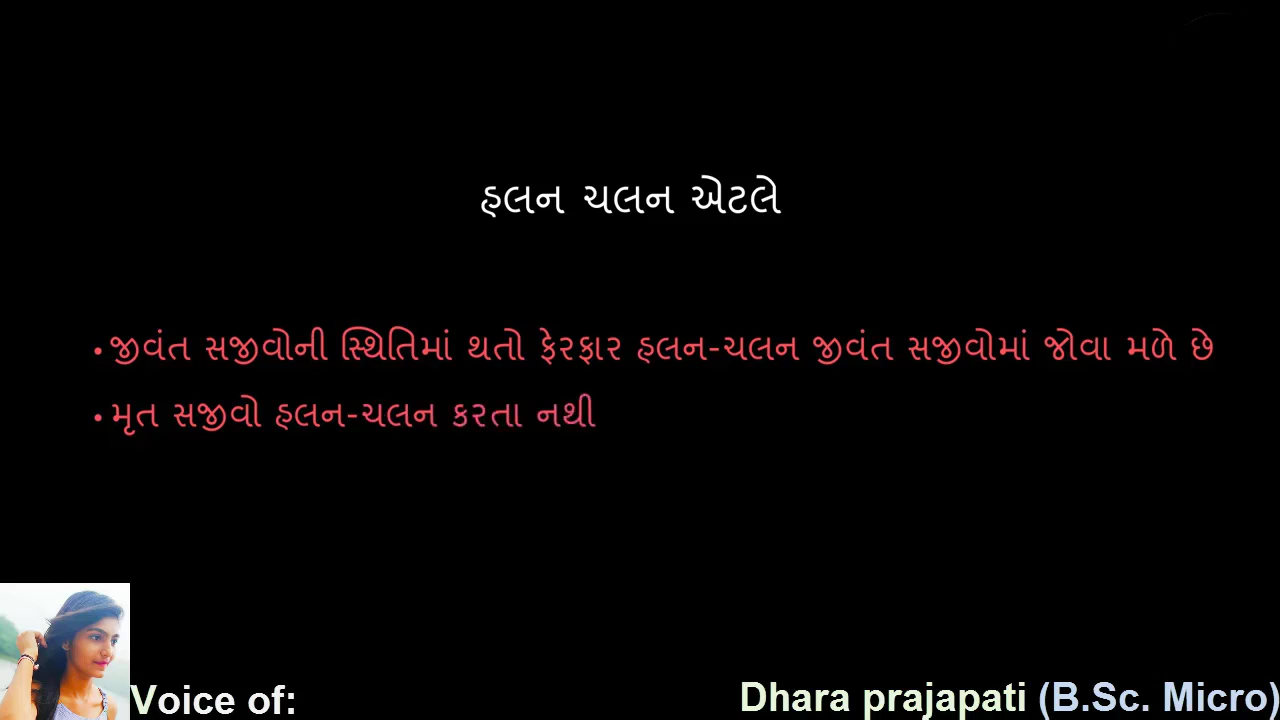 હલન ચલન એટલે
• જીવંત સજીવોની સ્થિતિમાં થતો ફેરફાર હલન-ચલન જીવંત સજીવોમાં જોવા મળે છે
• મૃત સજીવો હલન-ચલન કરતા નથી
Voice of: Dhara prajapati (B.Sc. Micro)